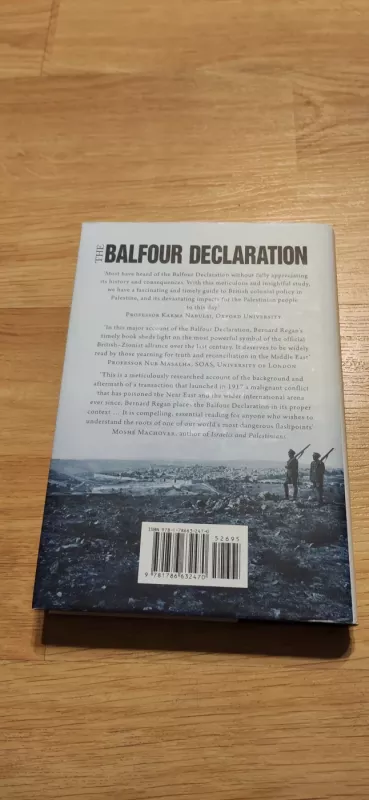 THE BALFOUR DECLARATION
'Most have heard of the Balfour Declaration without fully appreciating
its history and consequences. With this meticulous and insightful study,
we have a fascinating and timely guide to British colonial policy in
Palestine, and its devastating impacts for the Palestinian people
to this day'
PROFESSOR KARMA NABULSI, OXFORD UNIVERSITY
'In this major account of the Balfour Declaration, Bernard Regan's
timely book sheds light on the most powerful symbol of the official
British–Zionist alliance over the last century. It deserves to be widely
read by those yearning for truth and reconciliation in the Middle East'
PROFESSOR NUR MASALHA, SOAS, UNIVERSITY OF LONDON
'This is a meticulously researched account of the background and
aftermath of a transaction that launched in 1917 a malignant conflict
that has poisoned the Near East and the wider international arena
ever since. Bernard Regan places the Balfour Declaration in its proper
context ... It is compelling, essential reading for anyone who wishes to
understand the roots of one of our world's most dangerous flashpoints'
MOSHÉ MACHOVER, author of Israelis and Palestinians
ISBN 978-1-78663-247-0
52695
9 781786 632470